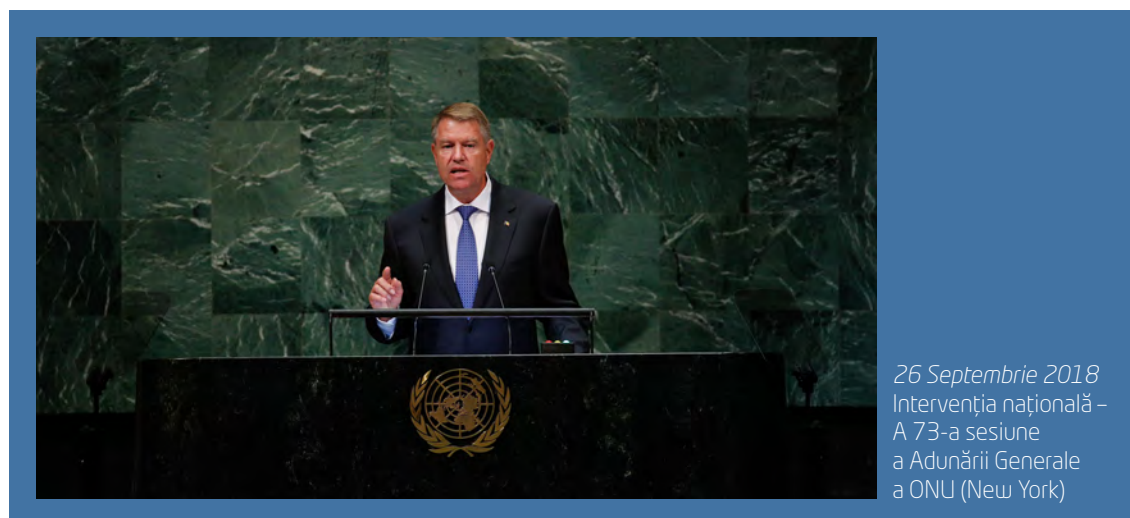 26 Septembrie 2018
Intervenția națională –
A 73-a sesiune
a Adunării Generale
a ONU (New York)